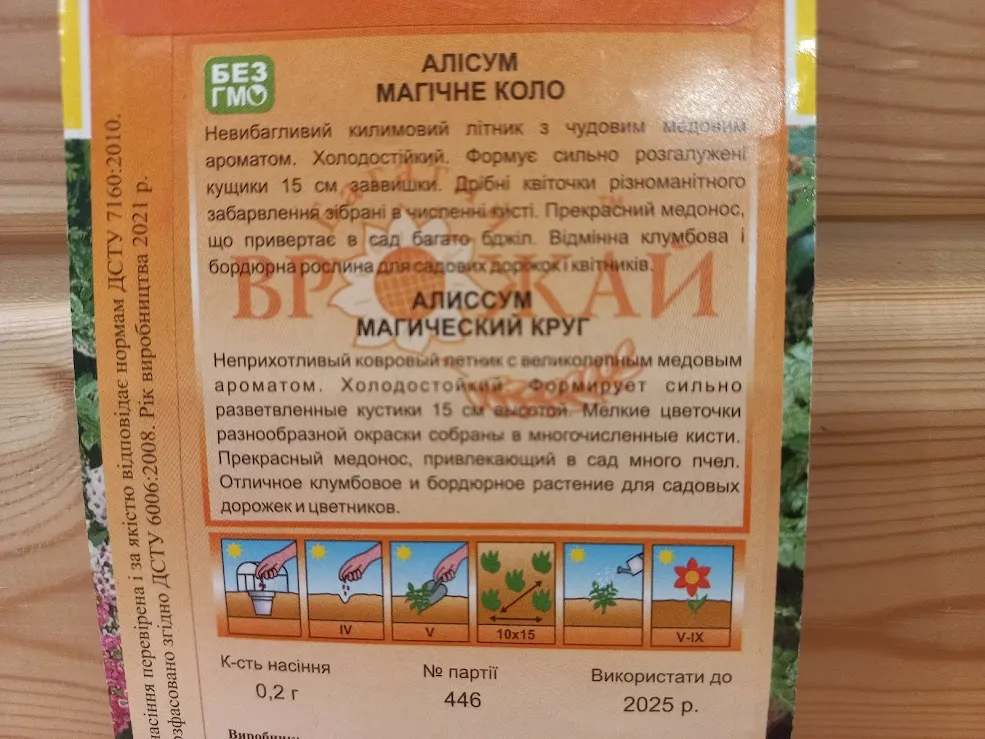 БЕЗ
ГМО
АЛІСУМ
МАГІЧНЕ КОЛО
Невибагливий килимовий літник з чудовим медовим
ароматом. Холодостійкий. Формує сильно розгалужені
кущики 15 см заввишки. Дрібні квіточки різноманітного
забарвлення зібрані в численні кисті. Прекрасний медонос,
що привертає в сад багато бджіл. Відмінна клумбова і
бордюрна рослина для садових доріжок і квітників.
Багатий
ВРОЖАЙ
TM
АЛИССУМ
МАГИЧЕСКИЙ КРУГ
Неприхотливый ковровый летник с великолепным медовым
ароматом. Холодостойкий. Формирует сильно
разветвленные кустики 15 см высотой. Мелкие цветочки
разнообразной окраски собраны в многочисленные кисти.
Прекрасный медонос, привлекающий в сад много пчел.
Отличное клумбовое и бордюрное растение для садовых
дорожек и цветников.
IV
V
10x15
V-IX
К-сть насіння
0,2 г
№ партії
446
Використати до
2025 р.
Виробник:
насіння перевірена і за якістю відповідає нормам ДСТУ 7160:2010.
озфасовано згідно ДСТУ 6006:2008. Рік виробництва 2021 р.